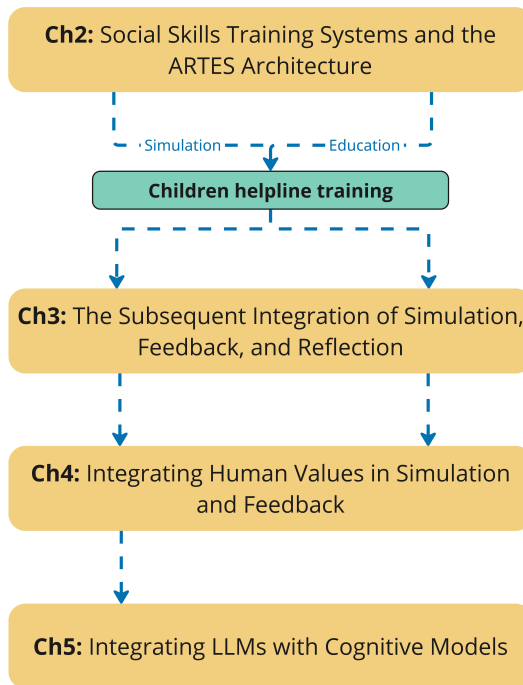 Ch2: Social Skills Training Systems and the
ARTES Architecture
Simulation
Education
Children helpline training
Ch3: The Subsequent Integration of Simulation,
Feedback, and Reflection
Ch4: Integrating Human Values in Simulation
and Feedback
Ch5: Integrating LLMs with Cognitive Models